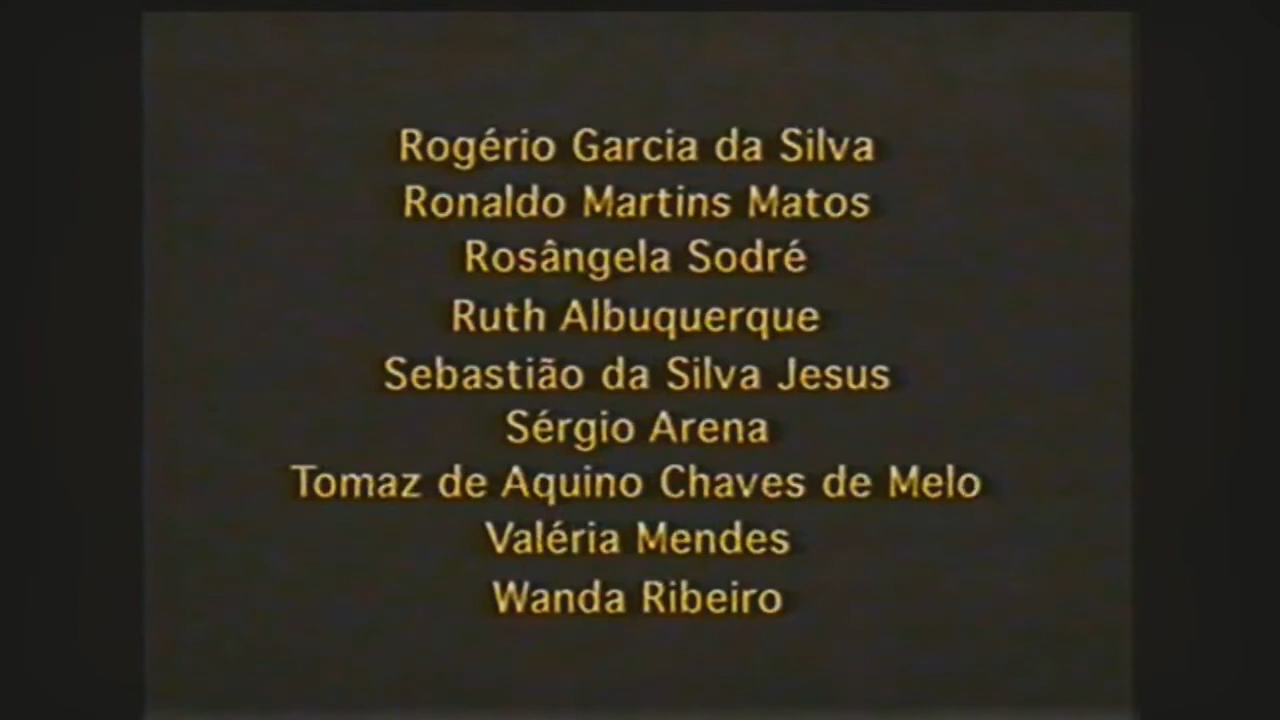 Rogério Garcia da Silva
Ronaldo Martins Matos
Rosângela Sodré
Ruth Albuquerque
Sebastião da Silva Jesus
Sérgio Arena
Tomaz de Aquino Chaves de Melo
Valéria Mendes
Wanda Ribeiro